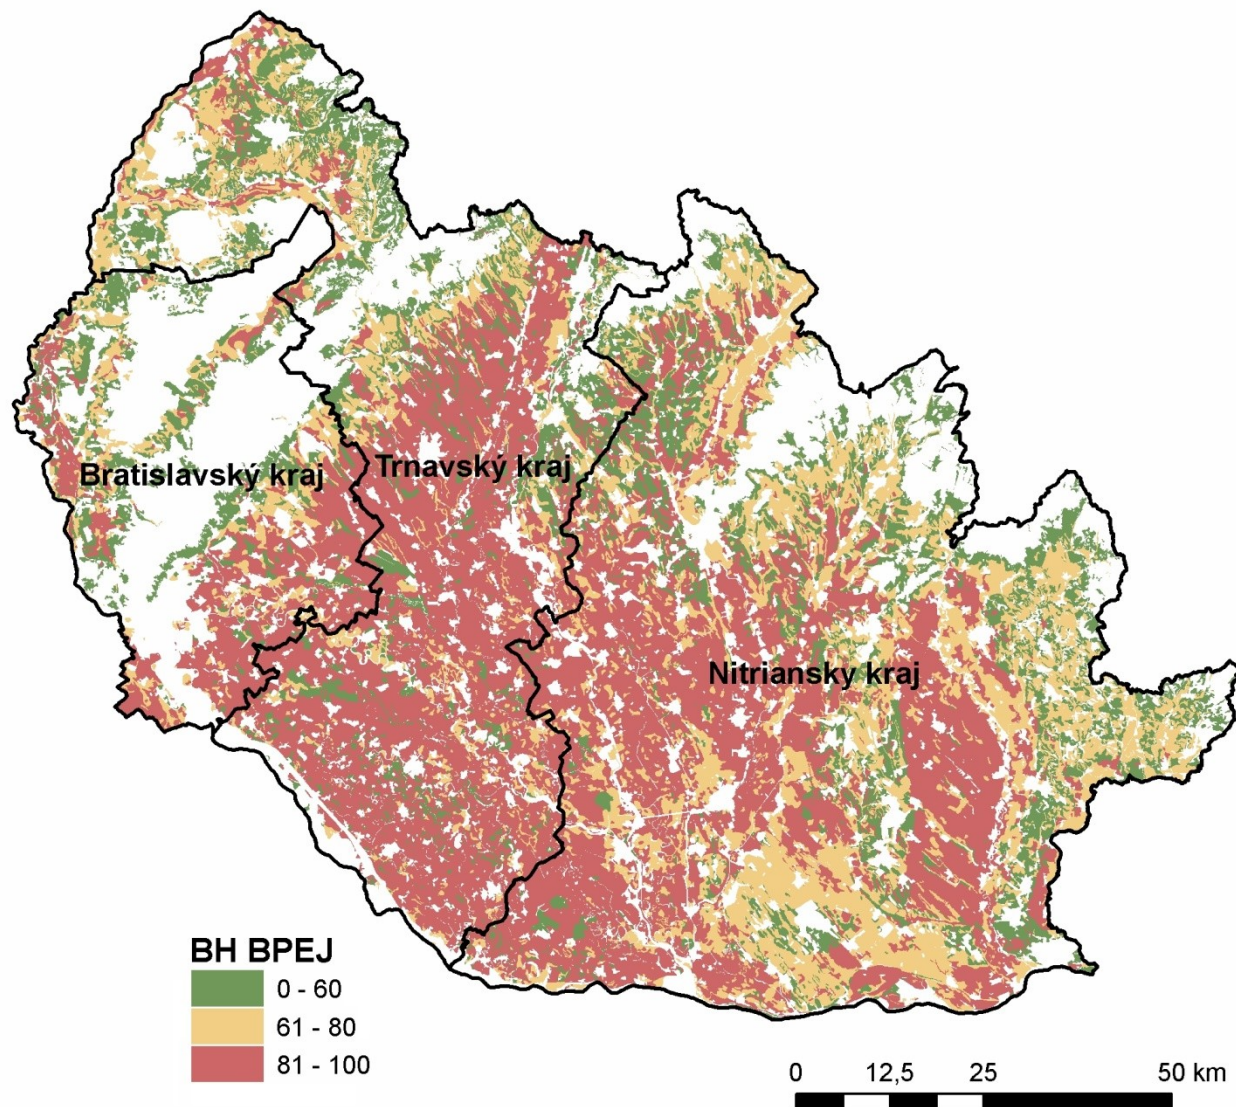 Bratislavský kraj
Trnavský kraj
Nitriansky kraj
BH BPEJ
0 - 60
61 - 80
81 - 100
0 12,5 25 50 km